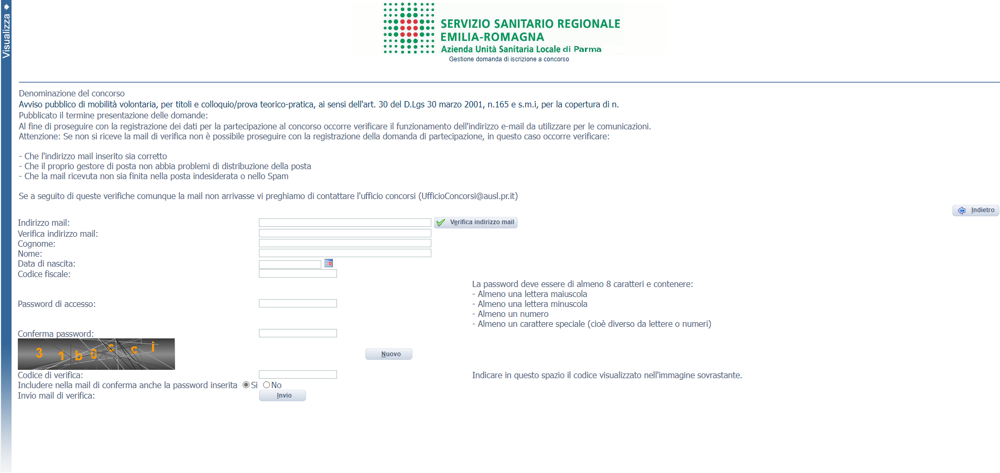 Visualizza
SERVIZIO SANITARIO REGIONALE
EMILIA-ROMAGNA
Azienda Unità Sanitaria Locale di Parma
Gestione domanda di iscrizione a concorso
Denominazione del concorso
Avviso pubblico di mobilità volontaria, per titoli e colloquio/prova teorico-pratica, ai sensi dell'art. 30 del D.Lgs 30 marzo 2001, n.165 e s.m.i, per la copertura di n.
Pubblicato il termine presentazione delle domande:
Al fine di proseguire con la registrazione dei dati per la partecipazione al concorso occorre verificare il funzionamento dell'indirizzo e-mail da utilizzare per le comunicazioni.
Attenzione: Se non si riceve la mail di verifica non è possibile proseguire con la registrazione della domanda di partecipazione, in questo caso occorre verificare:
- Che l'indirizzo mail inserito sia corretto
- Che il proprio gestore di posta non abbia problemi di distribuzione della posta
- Che la mail ricevuta non sia finita nella posta indesiderata o nello Spam
Se a seguito di queste verifiche comunque la mail non arrivasse vi preghiamo di contattare l'ufficio concorsi (UfficioConcorsi@ausl.pr.it)
Indietro
Indirizzo mail:
Verifica indirizzo mail
Verifica indirizzo mail:
Cognome:
Nome:
Data di nascita:
Codice fiscale:
La password deve essere di almeno 8 caratteri e contenere:
- Almeno una lettera maiuscola
- Almeno una lettera minuscola
- Almeno un numero
- Almeno un carattere speciale (cioè diverso da lettere o numeri)
Password di accesso:
Conferma password:
3 1 b 0 s c i
Nuovo
Codice di verifica:
Indicare in questo spazio il codice visualizzato nell'immagine sovrastante.
Includere nella mail di conferma anche la password inserita Si No
Invio mail di verifica:
Invio